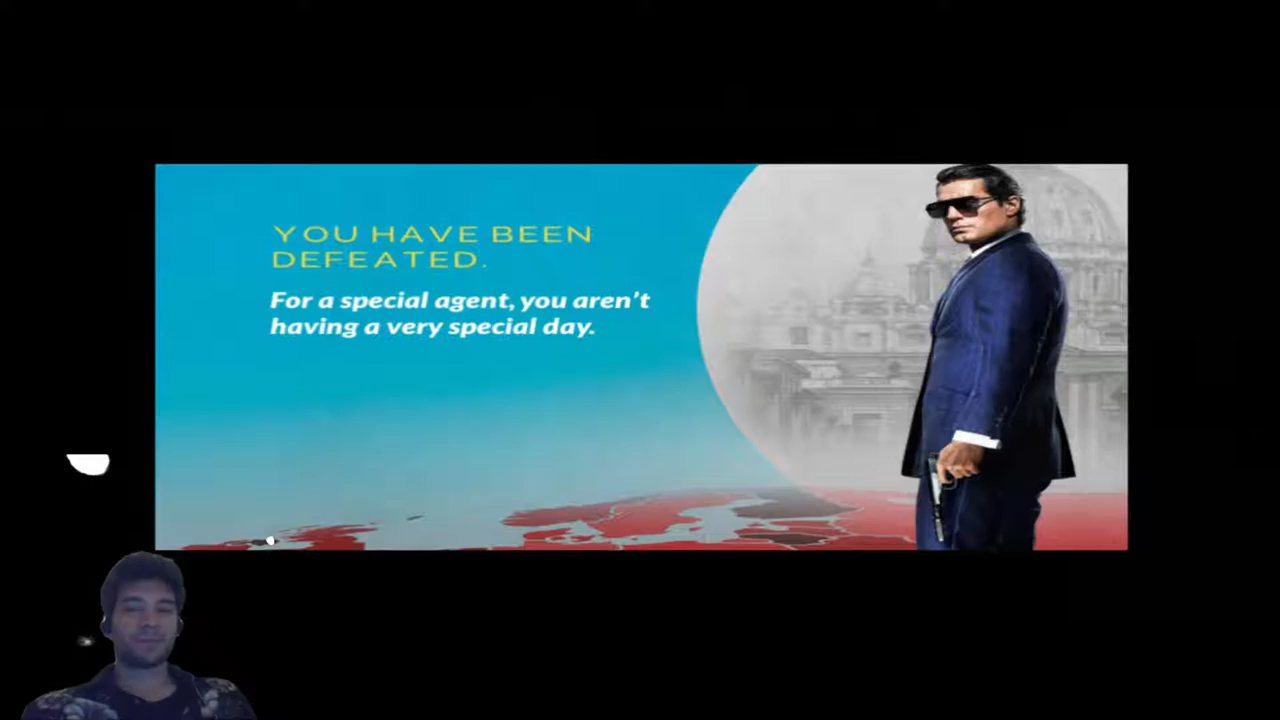 YOU HAVE BEEN
DEFEATED.
For a special agent, you aren't
having a very special day.